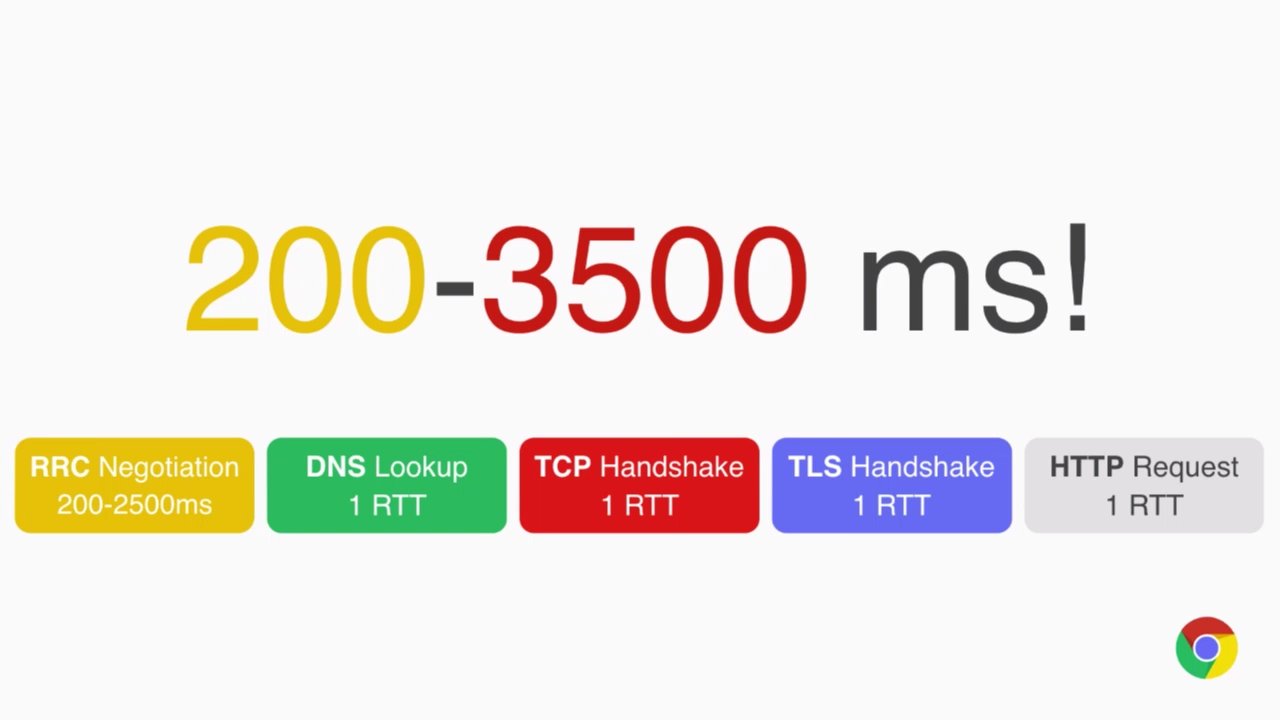 200-3500 ms!
RRC Negotiation
200-2500ms
DNS Lookup
1 RTT
TCP Handshake
1 RTT
TLS Handshake
1 RTT
HTTP Request
1 RTT